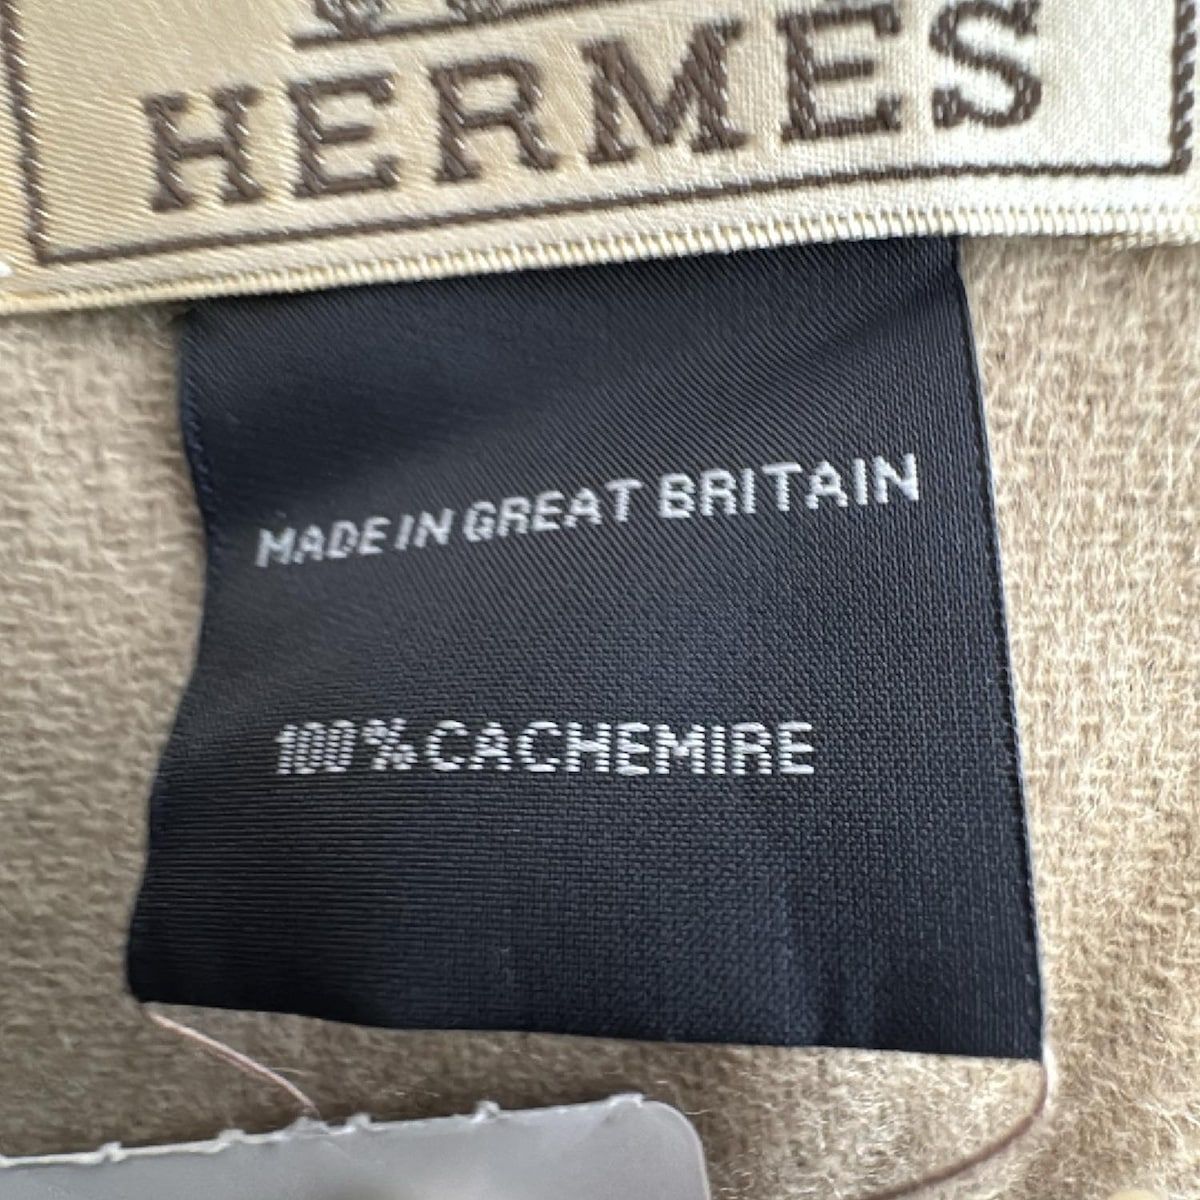 HERMES
MADE IN GREAT BRITAIN
100% CACHEMIRE